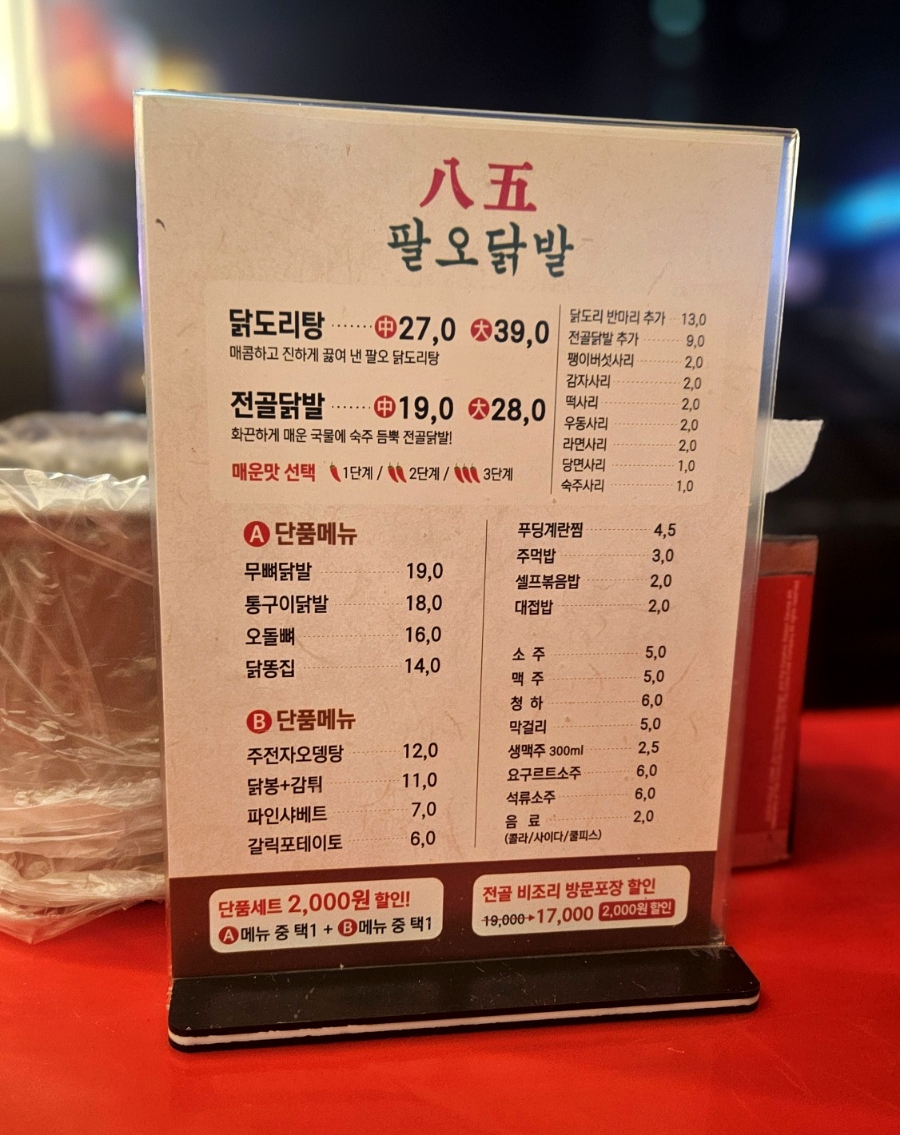 八五
팔오닭발
닭도리탕 ······ 中27,0 大39,0
매콤하고 진하게 끓여 낸 팔오 닭도리탕
전골닭발 ······ 中19,0 大28,0
화끈하게 매운 국물에 숙주 듬뿍 전골닭발!
매운맛 선택 1단계 / 2단계 / 3단계
닭도리 반마리 추가 13,0
전골닭발 추가 9,0
팽이버섯사리 2,0
감자사리 2,0
떡사리 2,0
우동사리 2,0
라면사리 2,0
당면사리 1,0
숙주사리 1,0
A 단품메뉴
무뼈닭발 19,0
통구이닭발 18,0
오돌뼈 16,0
닭똥집 14,0
B 단품메뉴
주전자오뎅탕 12,0
닭봉+감튀 11,0
파인샤베트 7,0
갈릭포테이토 6,0
푸딩계란찜 4,5
주먹밥 3,0
셀프볶음밥 2,0
대접밥 2,0
소 주 5,0
맥 주 5,0
청 하 6,0
막걸리 5,0
생맥주 300ml 2,5
요구르트소주 6,0
석류소주 6,0
음 료 2,0
(콜라/사이다/쿨피스)
단품세트 2,000원 할인!
A메뉴 중 택1 + B메뉴 중 택1
전골 비조리 방문포장 할인
19,000▸17,000 2,000원 할인